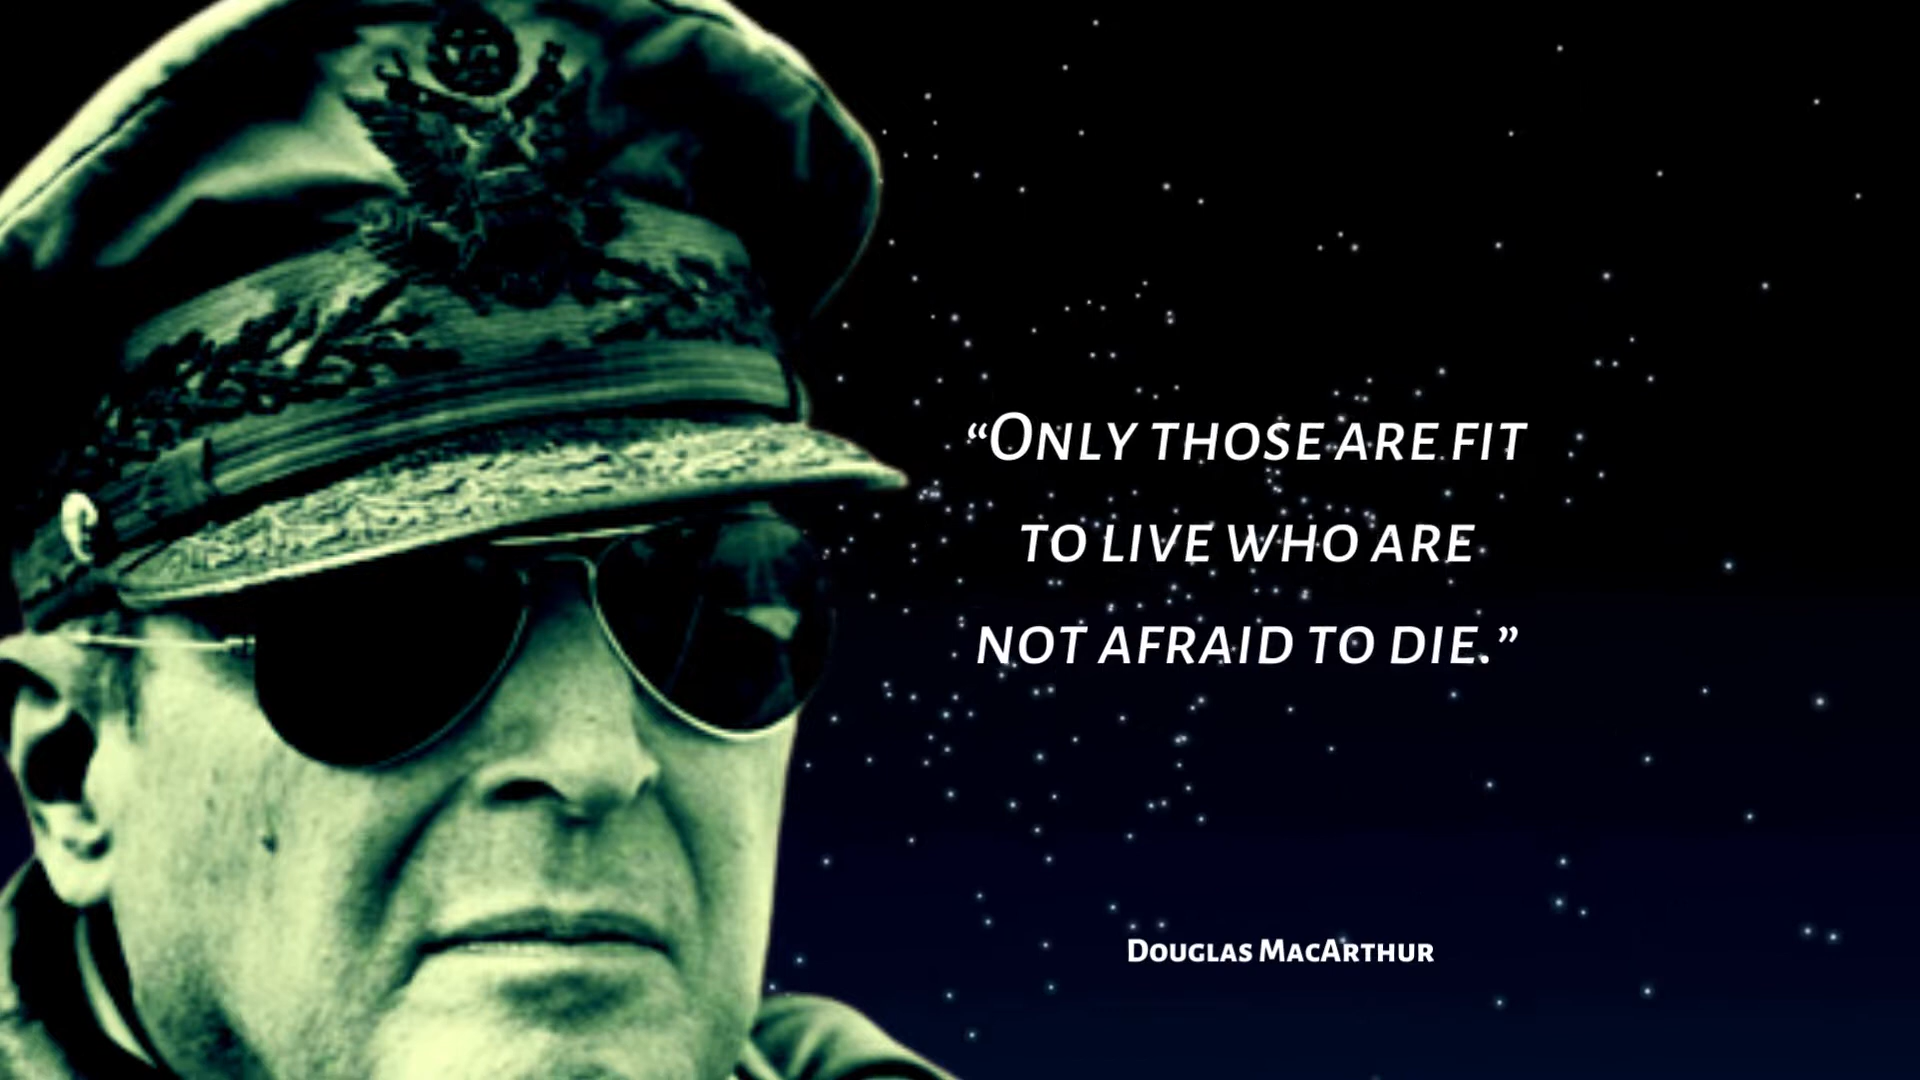 “Only those are fit
to live who are
not afraid to die.”
Douglas MacArthur